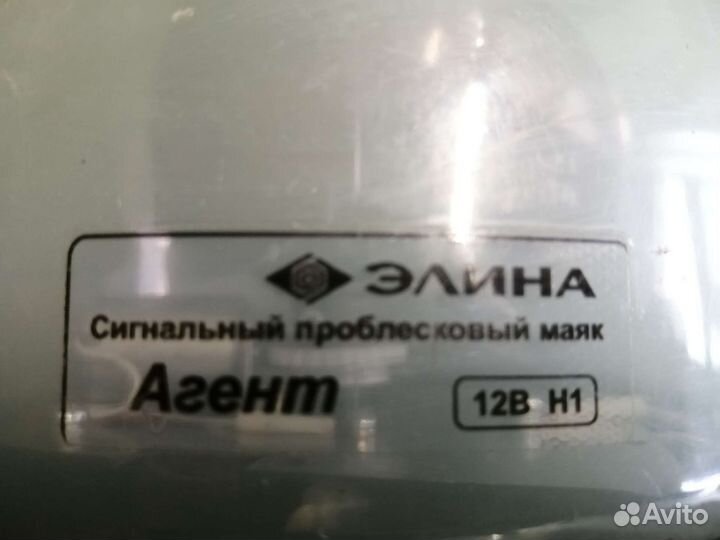 ЭЛИНА
Сигнальный проблесковый маяк
Агент
12В Н1
Avito